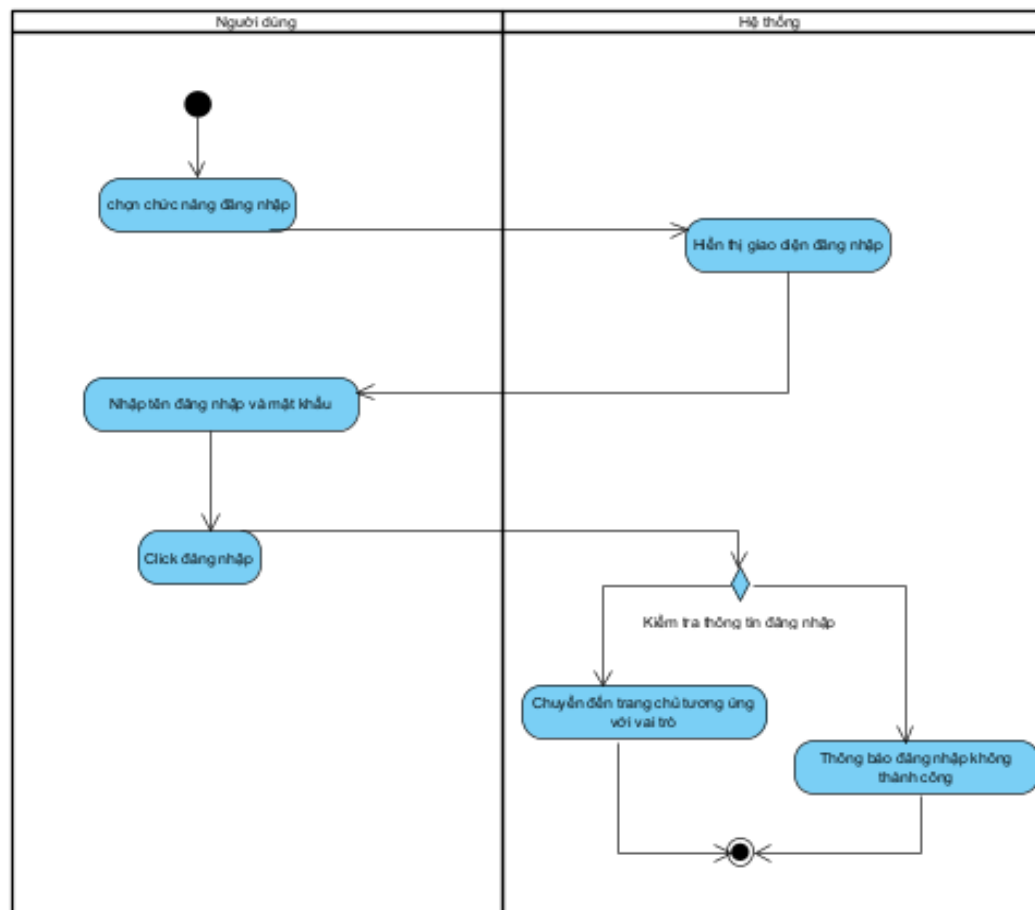 Người dùng
Hệ thống
chọn chức năng đăng nhập
Hển thị giao diện đăng nhập
Nhập tên đăng nhập và mật khẩu
Click đăng nhập
Kiểm tra thông tin đăng nhập
Chuyển đến trang chủ tương ứng
với vai trò
Thông báo đăng nhập không
thành công